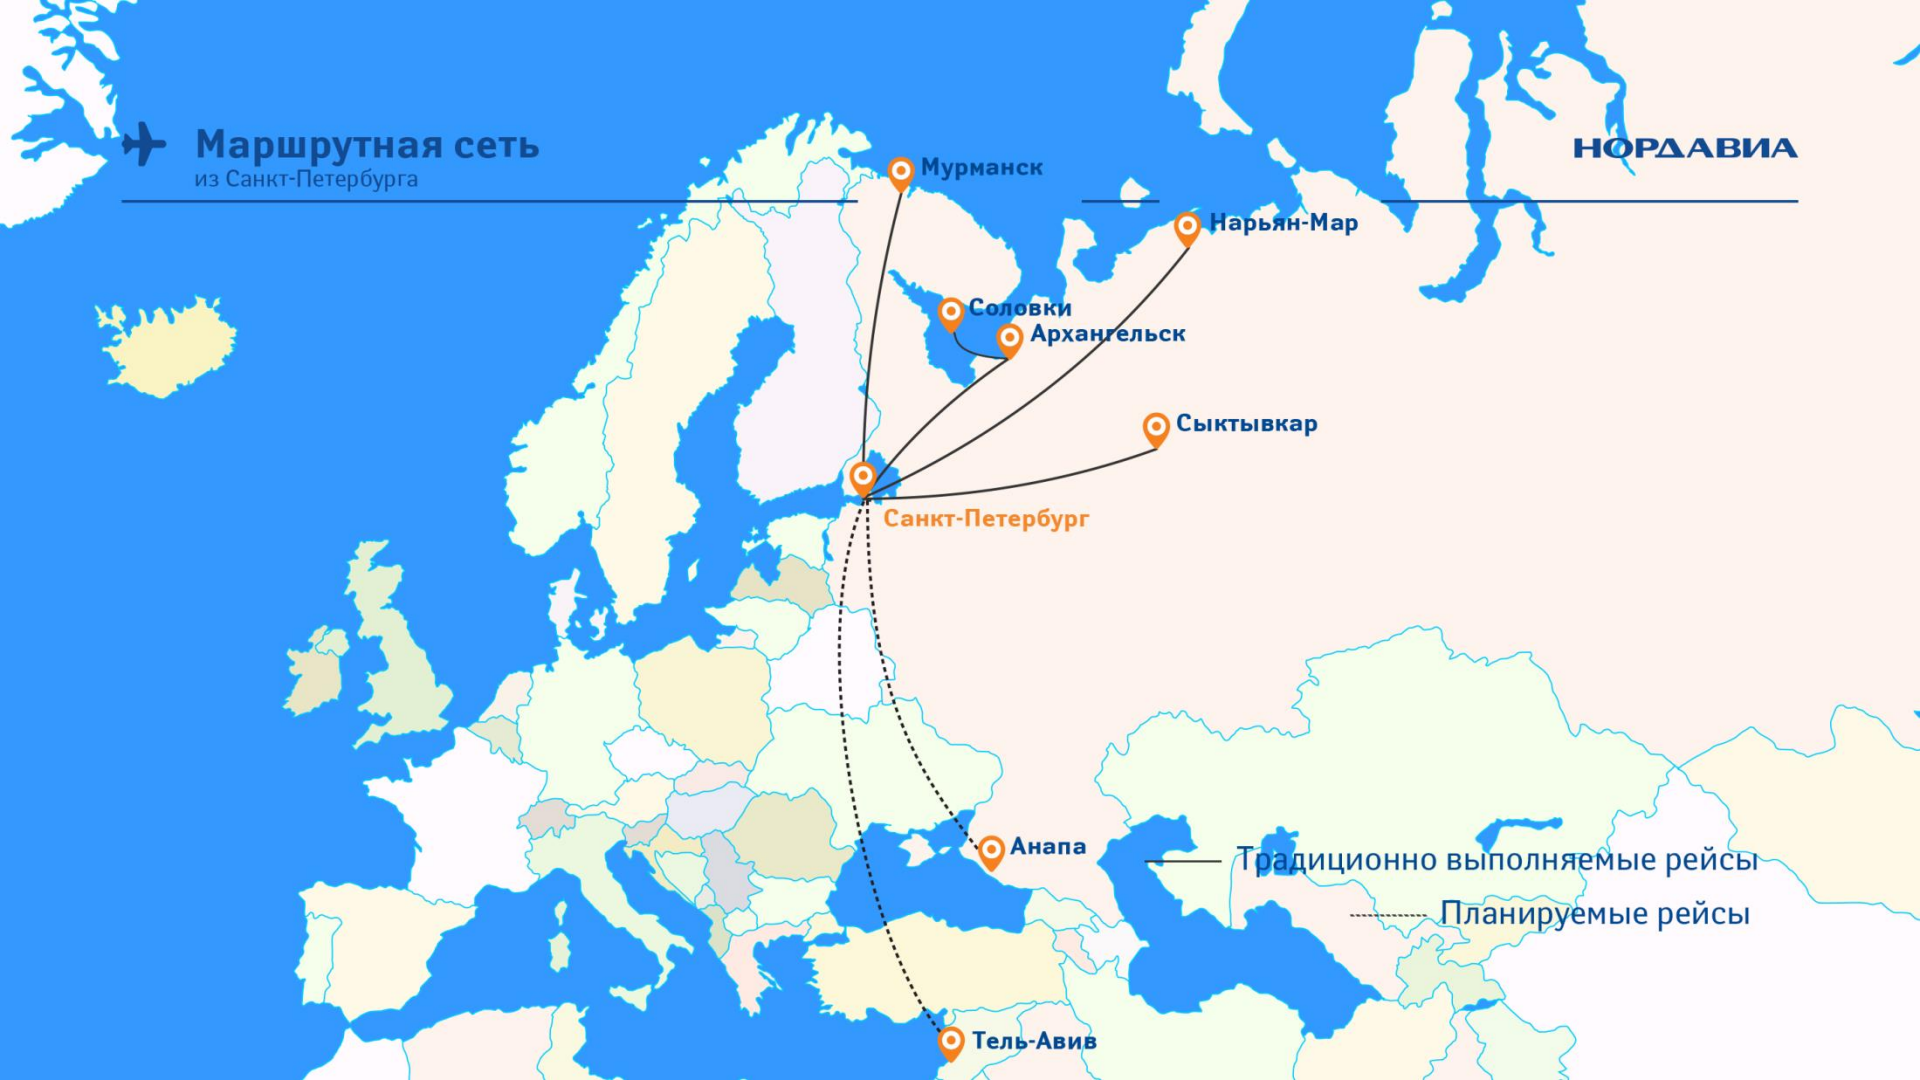 Маршрутная сеть
из Санкт-Петербурга
НОРДАВИА
Мурманск
Нарьян-Мар
Соловки
Архангельск
Сыктывкар
Санкт-Петербург
Анапа
Традиционно выполняемые рейсы
Планируемые рейсы
Тель-Авив